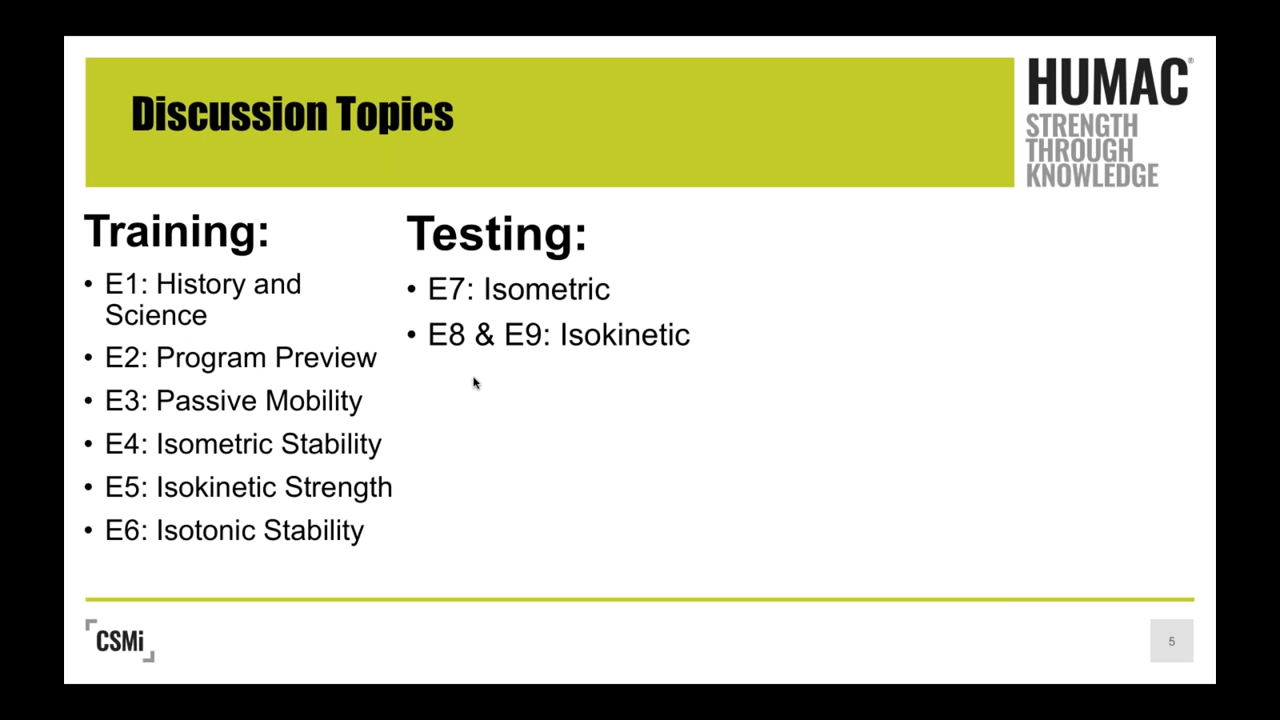 Discussion Topics
HUMAC®
STRENGTH
THROUGH
KNOWLEDGE
Training:
• E1: History and
Science
• E2: Program Preview
• E3: Passive Mobility
• E4: Isometric Stability
• E5: Isokinetic Strength
• E6: Isotonic Stability
Testing:
• E7: Isometric
• E8 & E9: Isokinetic
CSMi
5